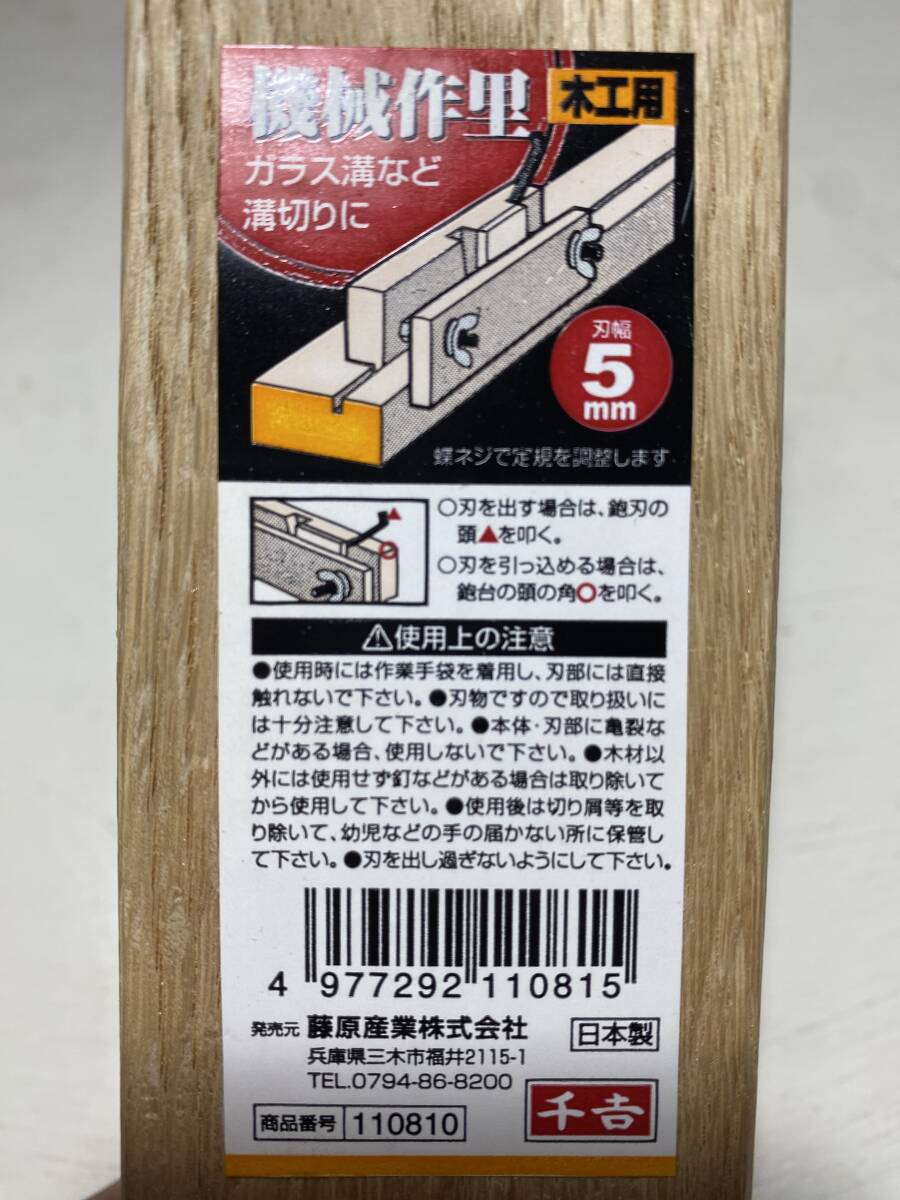 機械作里 木工用
ガラス溝など
溝切りに
刃幅
5
mm
蝶ネジで定規を調整します
○刃を出す場合は、鉋刃の
頭▲を叩く。
○刃を引っ込める場合は、
鉋台の頭の角○を叩く。
⚠使用上の注意
●使用時には作業手袋を着用し、刃部には直接
触れないで下さい。●刃物ですので取り扱いに
は十分注意して下さい。●本体・刃部に亀裂な
どがある場合、使用しないで下さい。●木材以
外には使用せず釘などがある場合は取り除いて
から使用して下さい。●使用後は切り屑等を取
り除いて、幼児などの手の届かない所に保管し
て下さい。●刃を出し過ぎないようにして下さい。
4 977292 110815
発売元 藤原産業株式会社 日本製
兵庫県三木市福井2115-1
TEL.0794-86-8200
千吉
商品番号 110810